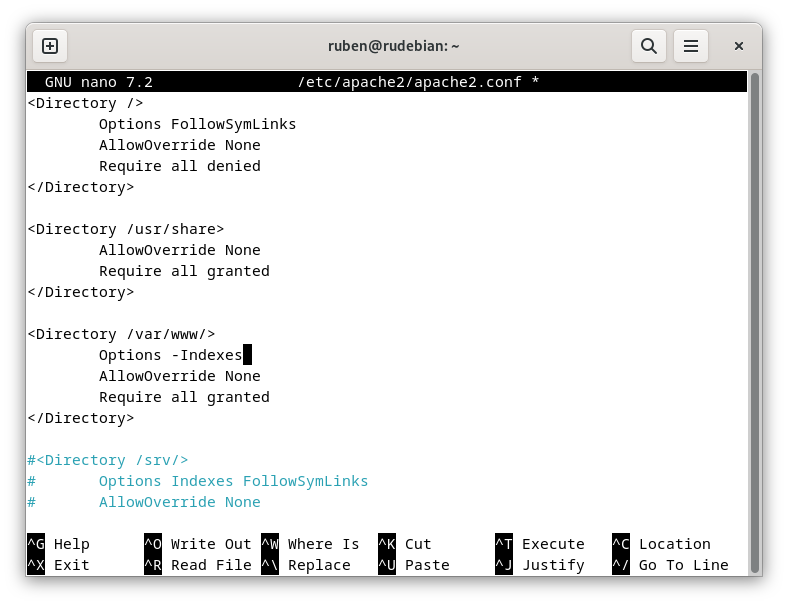 ruben@rudebian: ~
GNU nano 7.2 /etc/apache2/apache2.conf *
<Directory />
        Options FollowSymLinks
        AllowOverride None
        Require all denied
</Directory>

<Directory /usr/share>
        AllowOverride None
        Require all granted
</Directory>

<Directory /var/www/>
        Options -Indexes
        AllowOverride None
        Require all granted
</Directory>

#<Directory /srv/>
#       Options Indexes FollowSymLinks
#       AllowOverride None

^G Help ^O Write Out ^W Where Is ^K Cut ^T Execute ^C Location
^X Exit ^R Read File ^\ Replace ^U Paste ^J Justify ^/ Go To Line